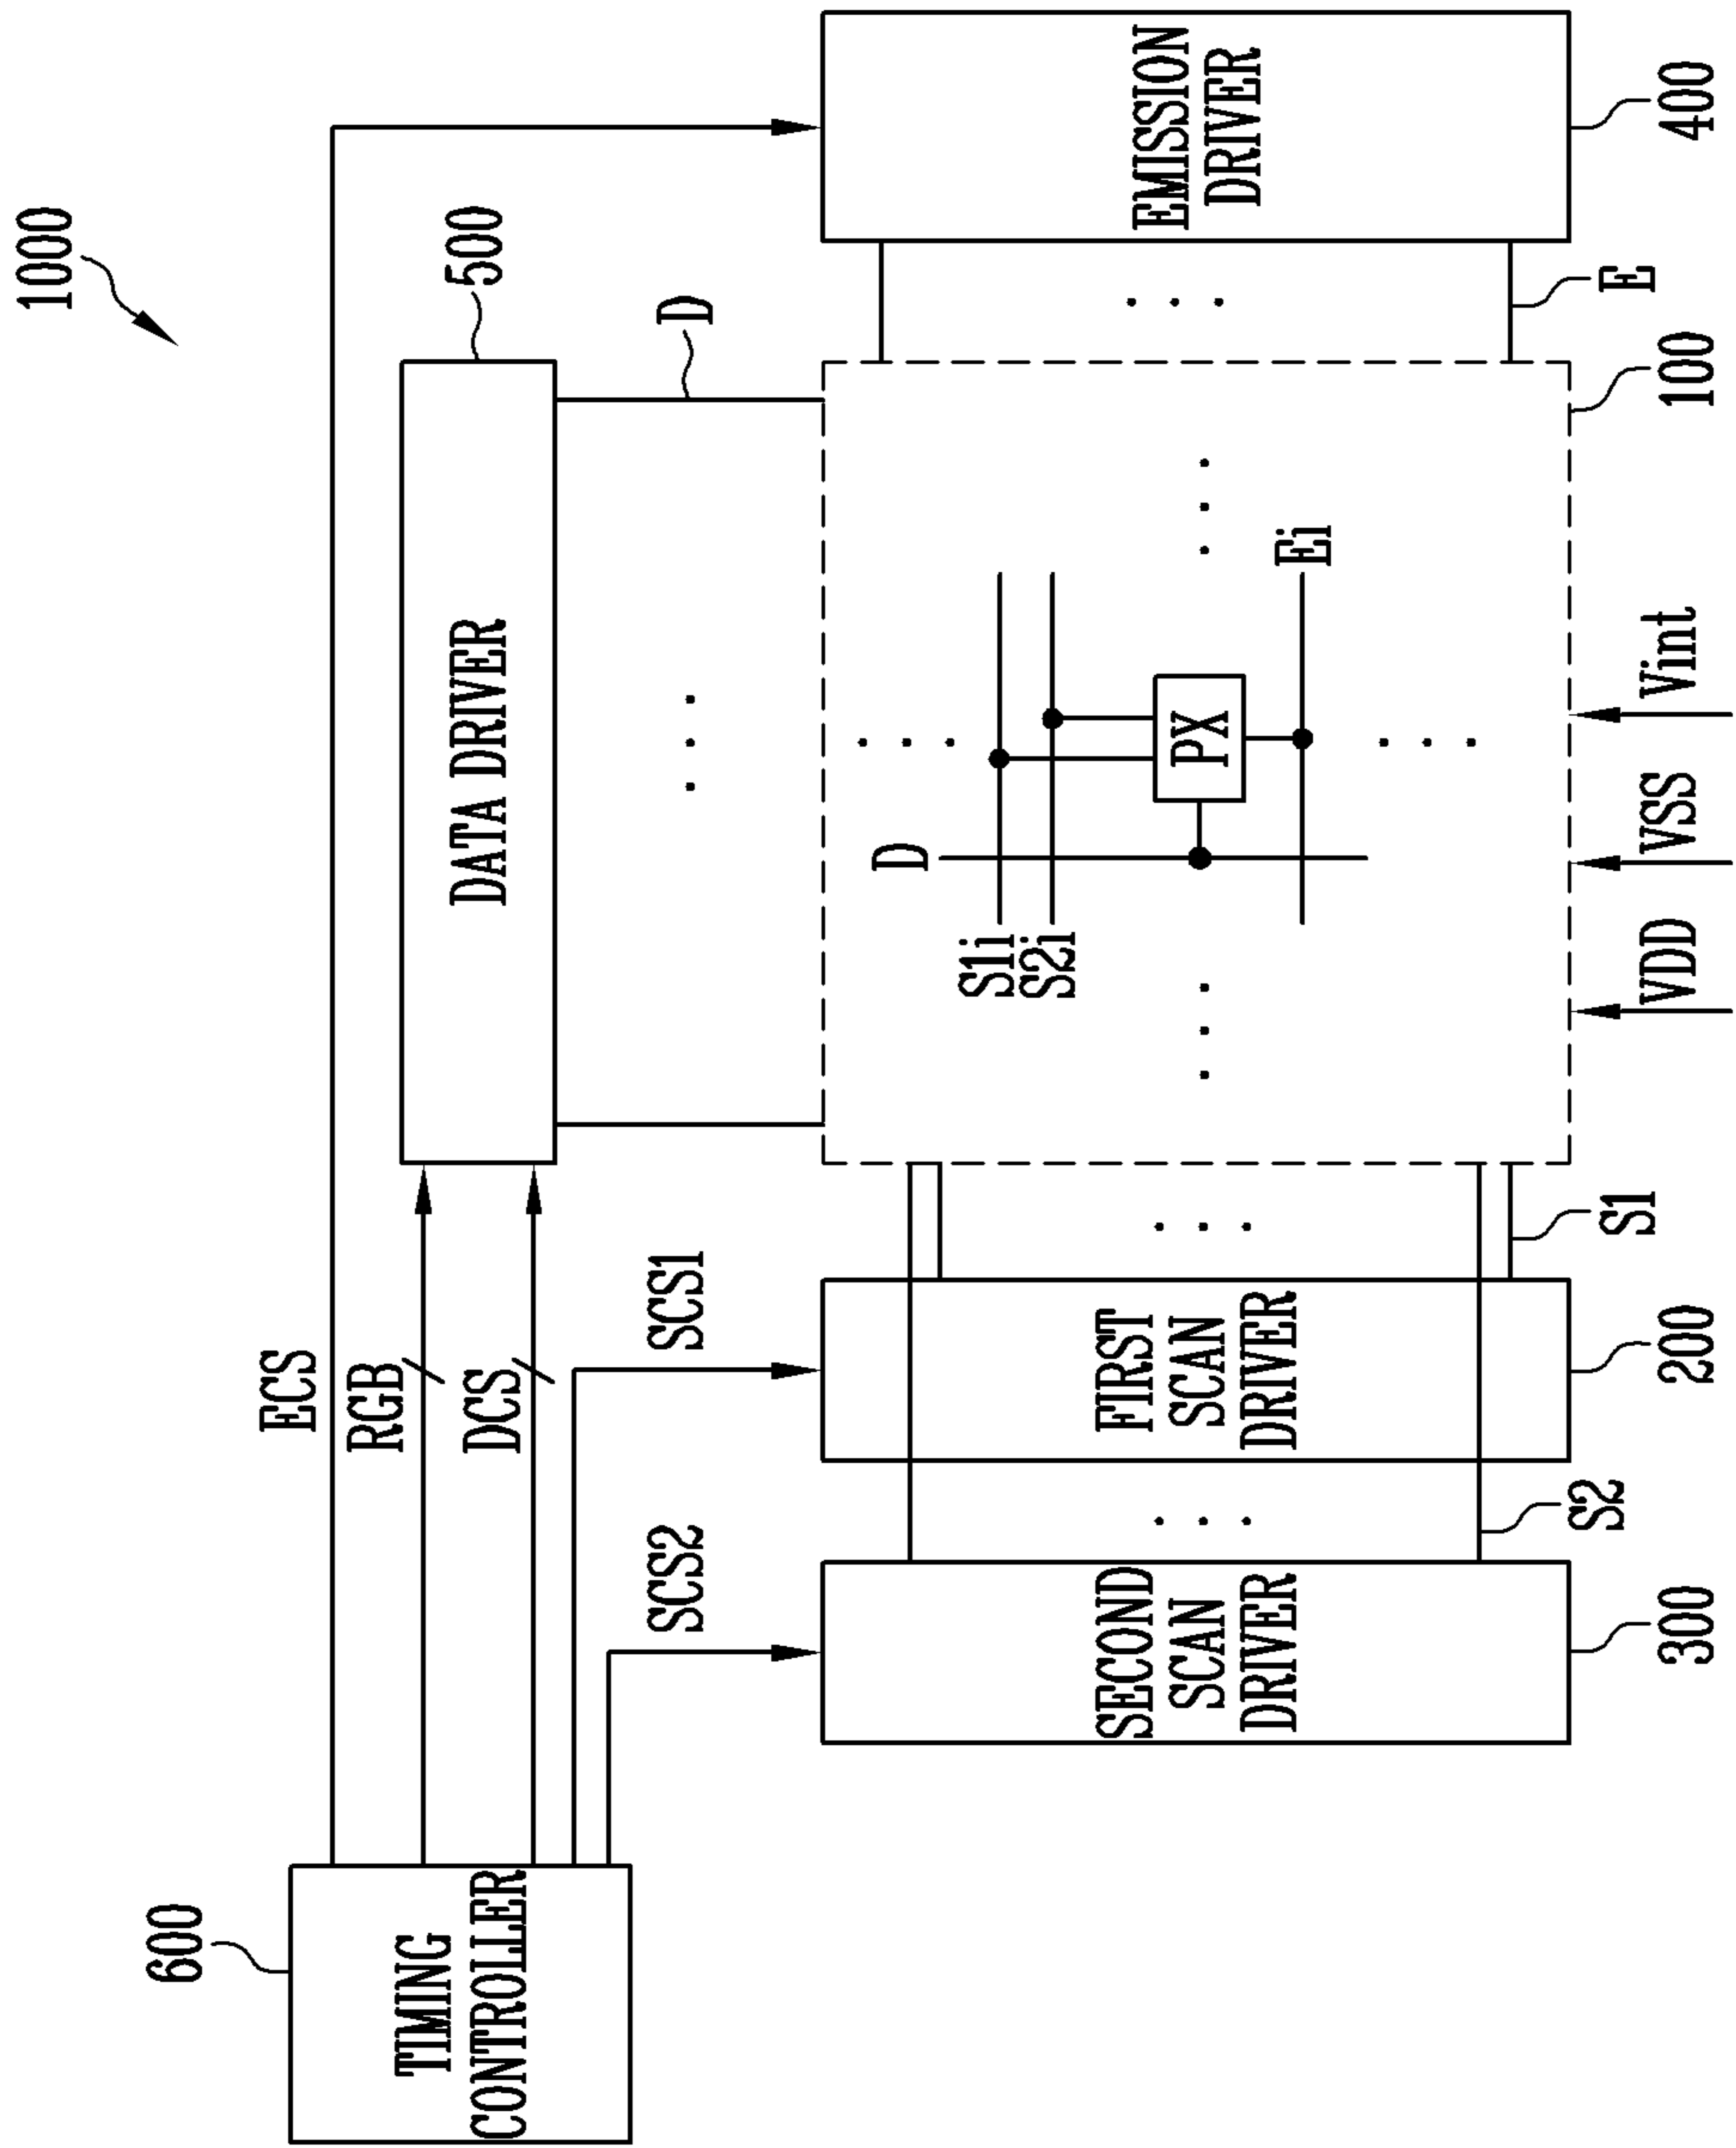 1000
600
TIMING
CONTROLLER
ECS
RGB
DCS
SCS1
SCS2
DATA DRIVER
500
D
SECOND
SCAN
DRIVER
300
S2
FIRST
SCAN
DRIVER
200
S1
D
S1i
S2i
PX
Ei
100
E
EMISSION
DRIVER
400
VDD
VSS
Vint